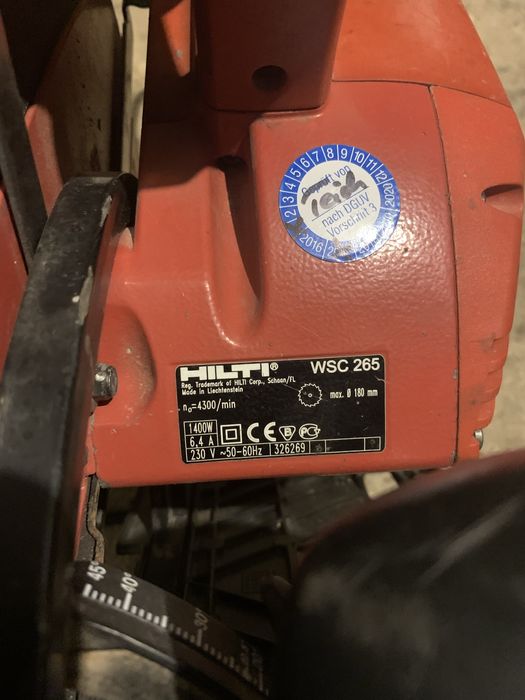 1 2 3 4 5 6 7 8 9 10 11 12
Geprüft von
nach DGUV
Vorschrift 3
2016
2020
HILTI® WSC 265
Reg. Trademark of HILTI Corp., Schaan/FL
Made in Liechtenstein
n₀=4300/min
max. Ø 180 mm
1400W
6,4 A
CE
230 V ~50-60Hz 326269
45°
40°
30°